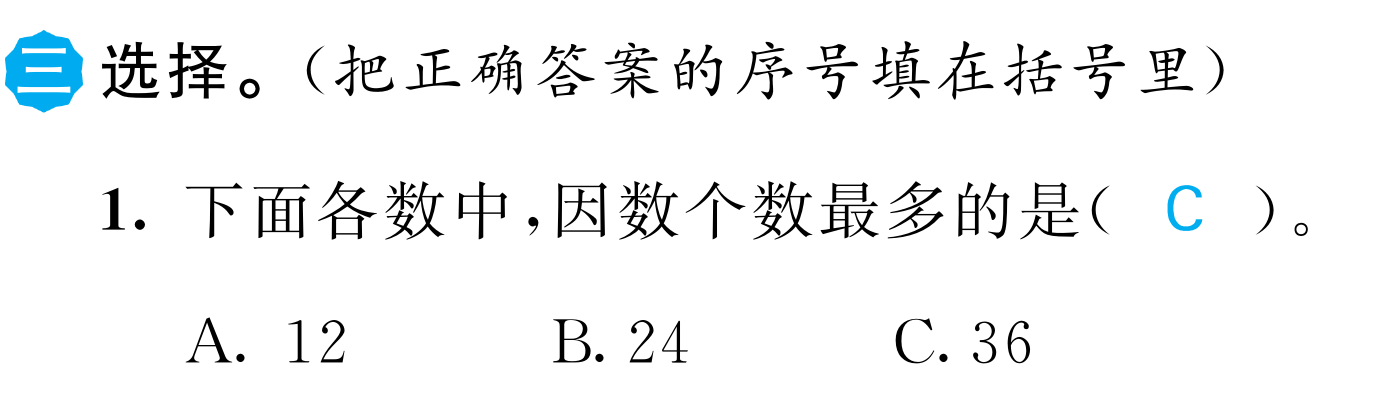 三 选择。(把正确答案的序号填在括号里)
1. 下面各数中,因数个数最多的是( C )。
A. 12 B. 24 C. 36